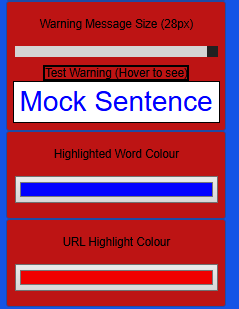 Warning Message Size (28px)
Test Warning (Hover to see)
Mock Sentence
Highlighted Word Colour
URL Highlight Colour